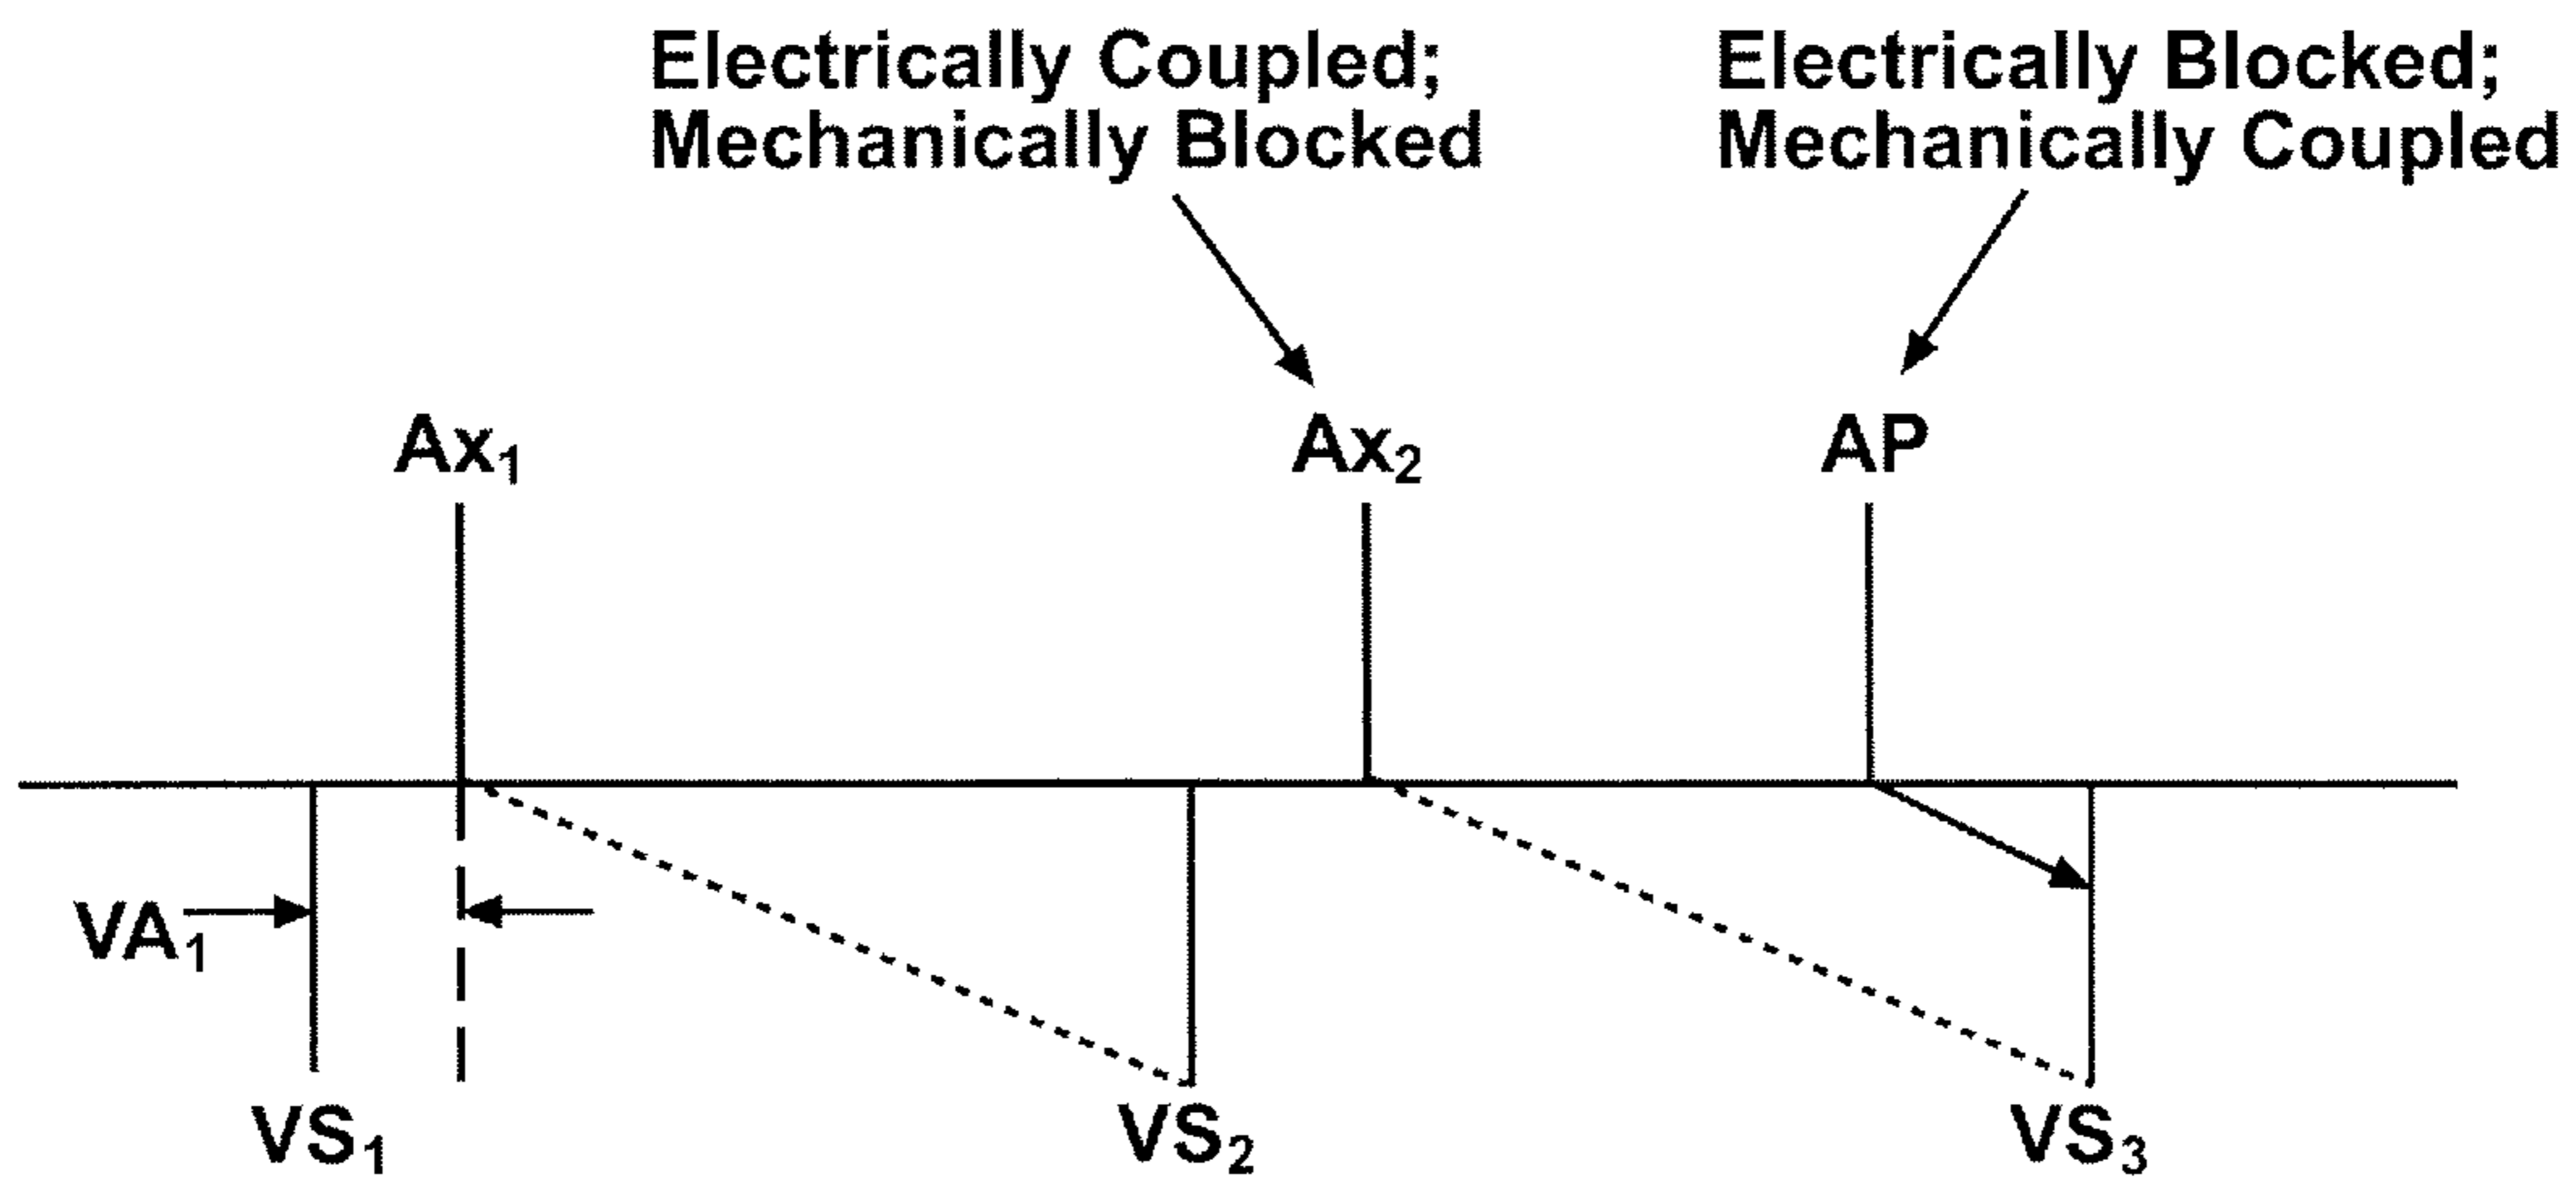 Electrically Coupled;
Mechanically Blocked
Electrically Blocked;
Mechanically Coupled
Ax₁
Ax₂
AP
VA₁
VS₁
VS₂
VS₃